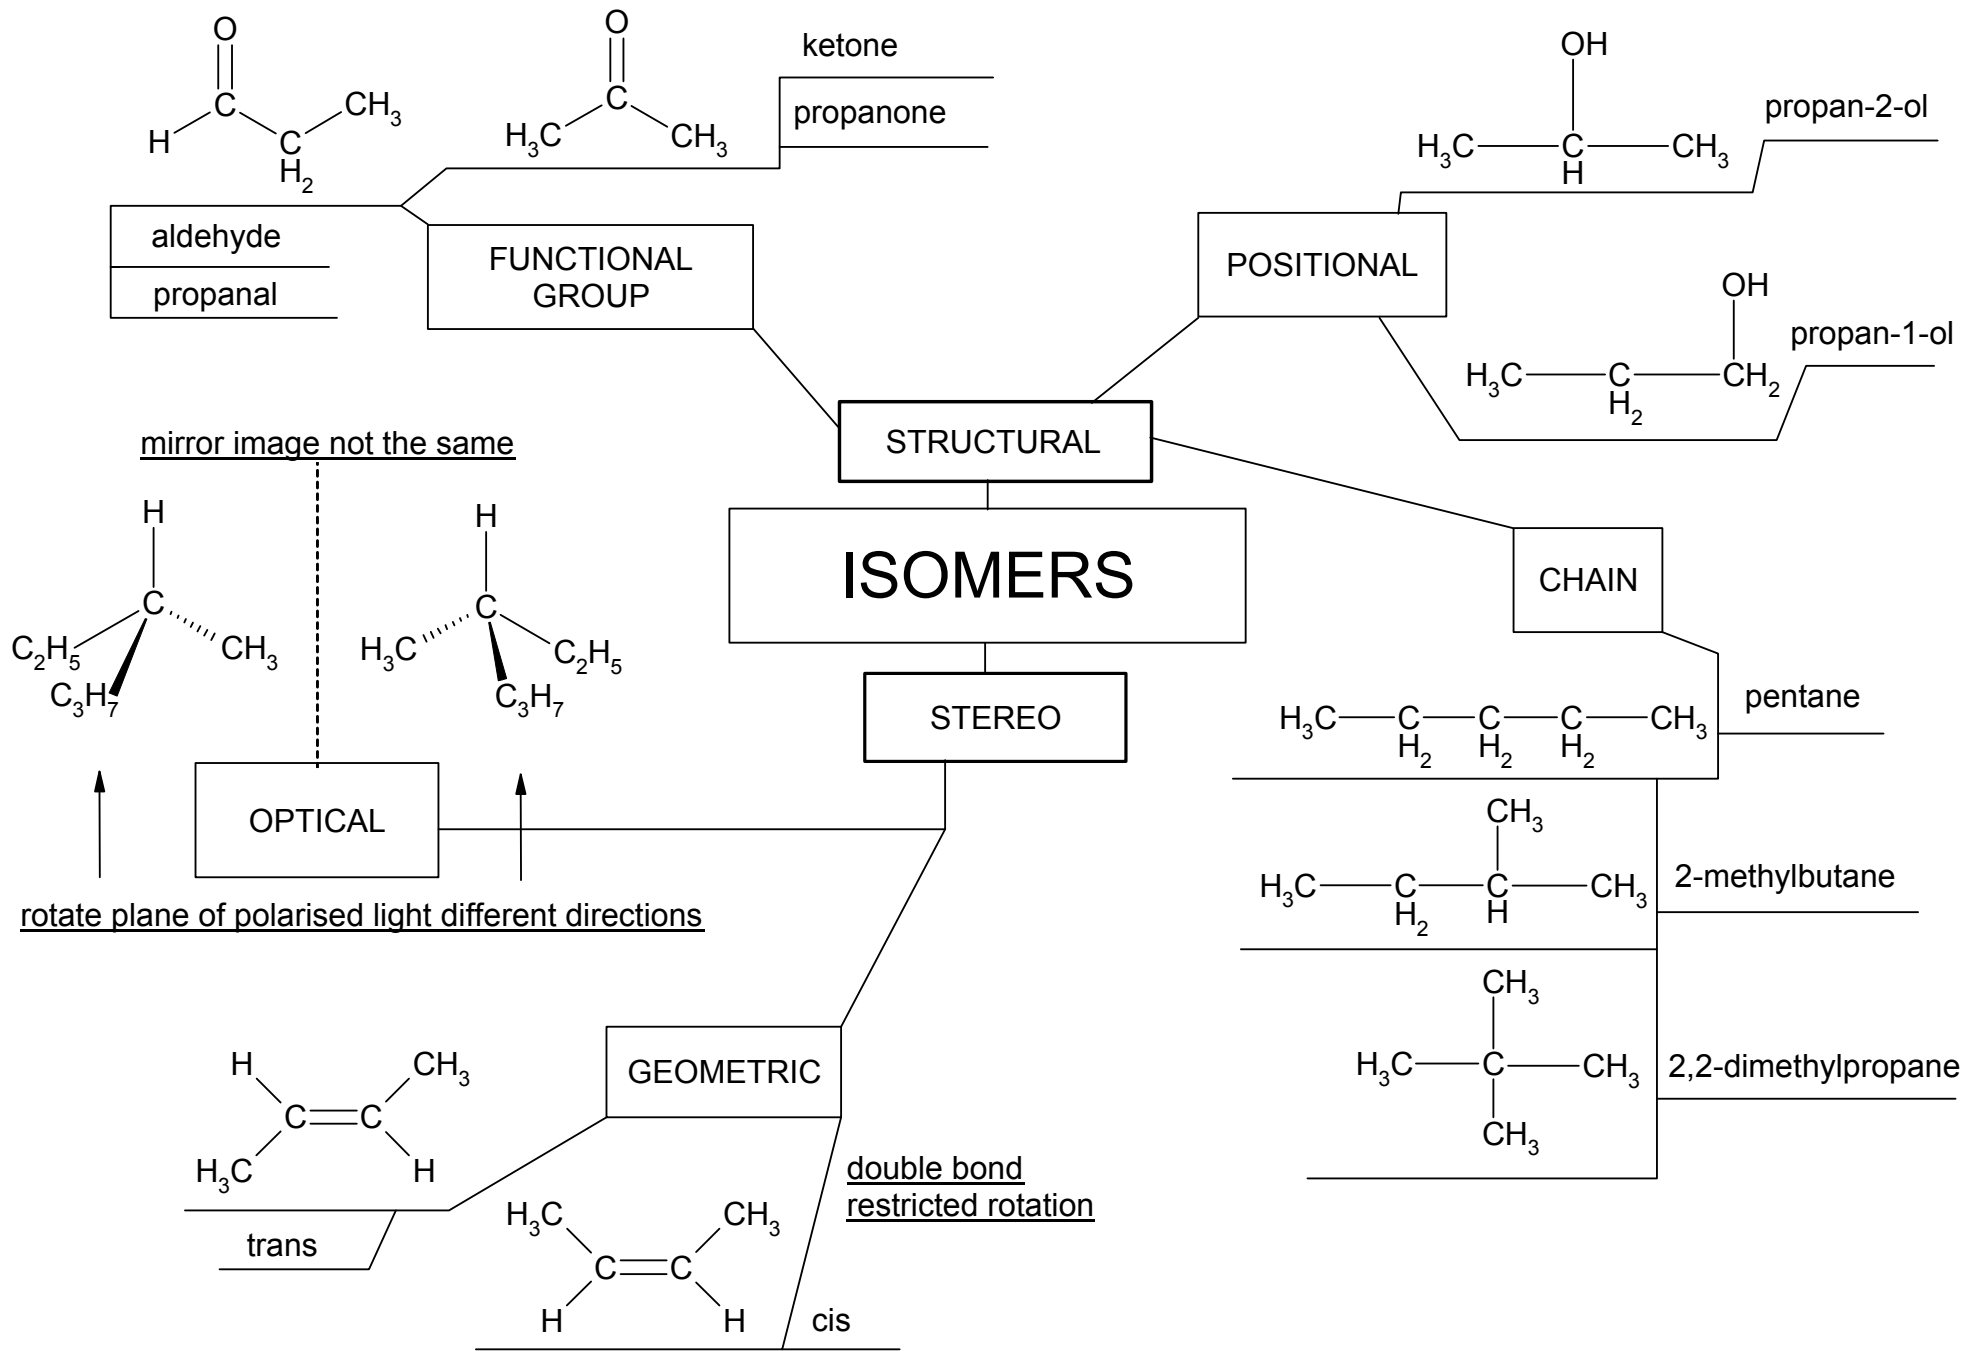 O
H
C
C
H2
CH3
O
C
H3C
CH3
ketone
propanone
aldehyde
propanal
FUNCTIONAL
GROUP
OH
H3C
C
H
CH3
propan-2-ol
POSITIONAL
OH
H3C
C
H2
CH2
propan-1-ol
STRUCTURAL
ISOMERS
STEREO
CHAIN
H3C
C
H2
C
H2
C
H2
CH3
pentane
CH3
H3C
C
H2
C
H
CH3
2-methylbutane
CH3
H3C
C
CH3
CH3
2,2-dimethylpropane
mirror image not the same
H
C
C2H5
C3H7
CH3
H
C
H3C
C2H5
C3H7
OPTICAL
rotate plane of polarised light different directions
GEOMETRIC
H
CH3
C
C
H3C
H
trans
H3C
CH3
C
C
H
H
cis
double bond
restricted rotation